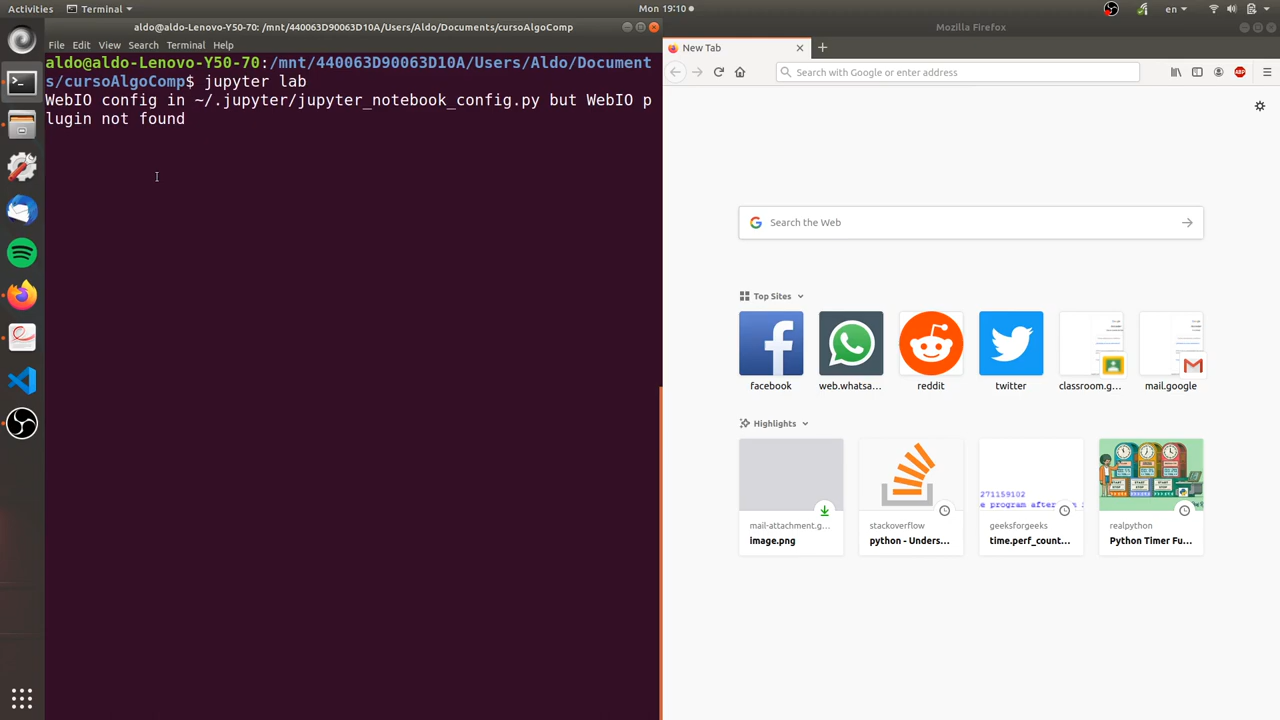 Activities
Terminal
Mon 19:10
en
aldo@aldo-Lenovo-Y50-70: /mnt/440063D90063D10A/Users/Aldo/Documents/cursoAlgoComp
File Edit View Search Terminal Help
aldo@aldo-Lenovo-Y50-70:/mnt/440063D90063D10A/Users/Aldo/Document
s/cursoAlgoComp$ jupyter lab
WebIO config in ~/.jupyter/jupyter_notebook_config.py but WebIO p
lugin not found
Mozilla Firefox
New Tab
Search with Google or enter address
ABP
Search the Web
Top Sites
facebook
web.whatsa...
reddit
twitter
classroom.g...
mail.google
Highlights
271159102
e program after
mail-attachment.g...
image.png
stackoverflow
python - Unders...
geeksforgeeks
time.perf_count...
realpython
Python Timer Fu...